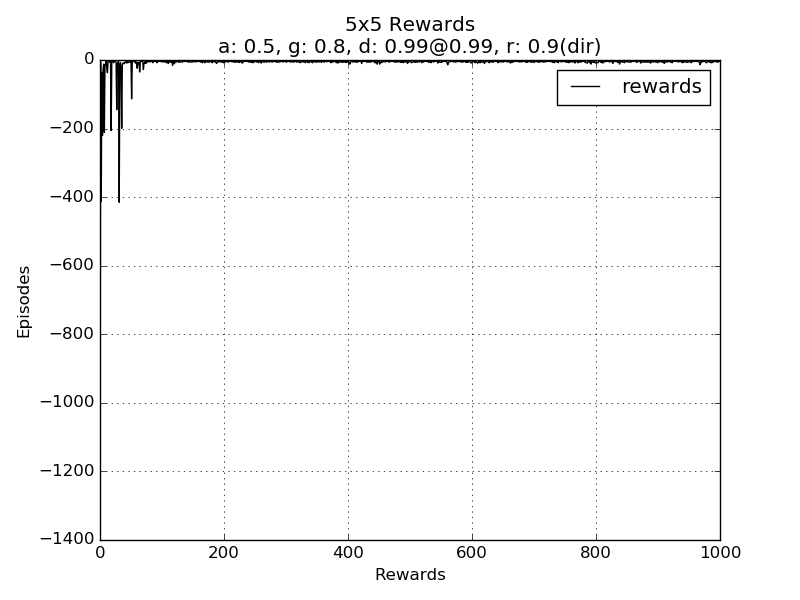 5x5 Rewards
a: 0.5, g: 0.8, d: 0.99@0.99, r: 0.9(dir)
0
rewards
−200
−400
−600
−800
−1000
−1200
−1400
Episodes
0 200 400 600 800 1000
Rewards